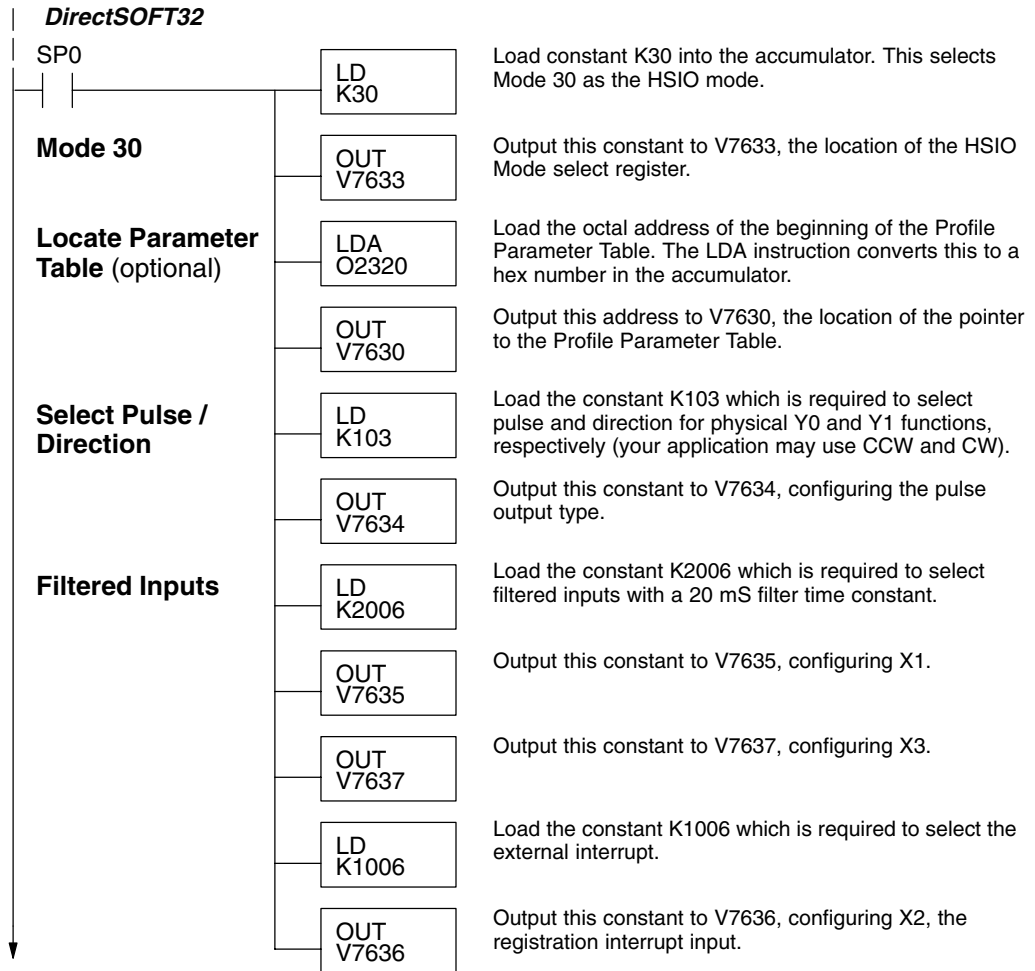 DirectSOFT32
SP0
LD
K30
Load constant K30 into the accumulator. This selects
Mode 30 as the HSIO mode.
Mode 30
OUT
V7633
Output this constant to V7633, the location of the HSIO
Mode select register.
Locate Parameter
Table (optional)
LDA
O2320
Load the octal address of the beginning of the Profile
Parameter Table. The LDA instruction converts this to a
hex number in the accumulator.
OUT
V7630
Output this address to V7630, the location of the pointer
to the Profile Parameter Table.
Select Pulse /
Direction
LD
K103
Load the constant K103 which is required to select
pulse and direction for physical Y0 and Y1 functions,
respectively (your application may use CCW and CW).
OUT
V7634
Output this constant to V7634, configuring the pulse
output type.
Filtered Inputs
LD
K2006
Load the constant K2006 which is required to select
filtered inputs with a 20 mS filter time constant.
OUT
V7635
Output this constant to V7635, configuring X1.
OUT
V7637
Output this constant to V7637, configuring X3.
LD
K1006
Load the constant K1006 which is required to select the
external interrupt.
OUT
V7636
Output this constant to V7636, configuring X2, the
registration interrupt input.